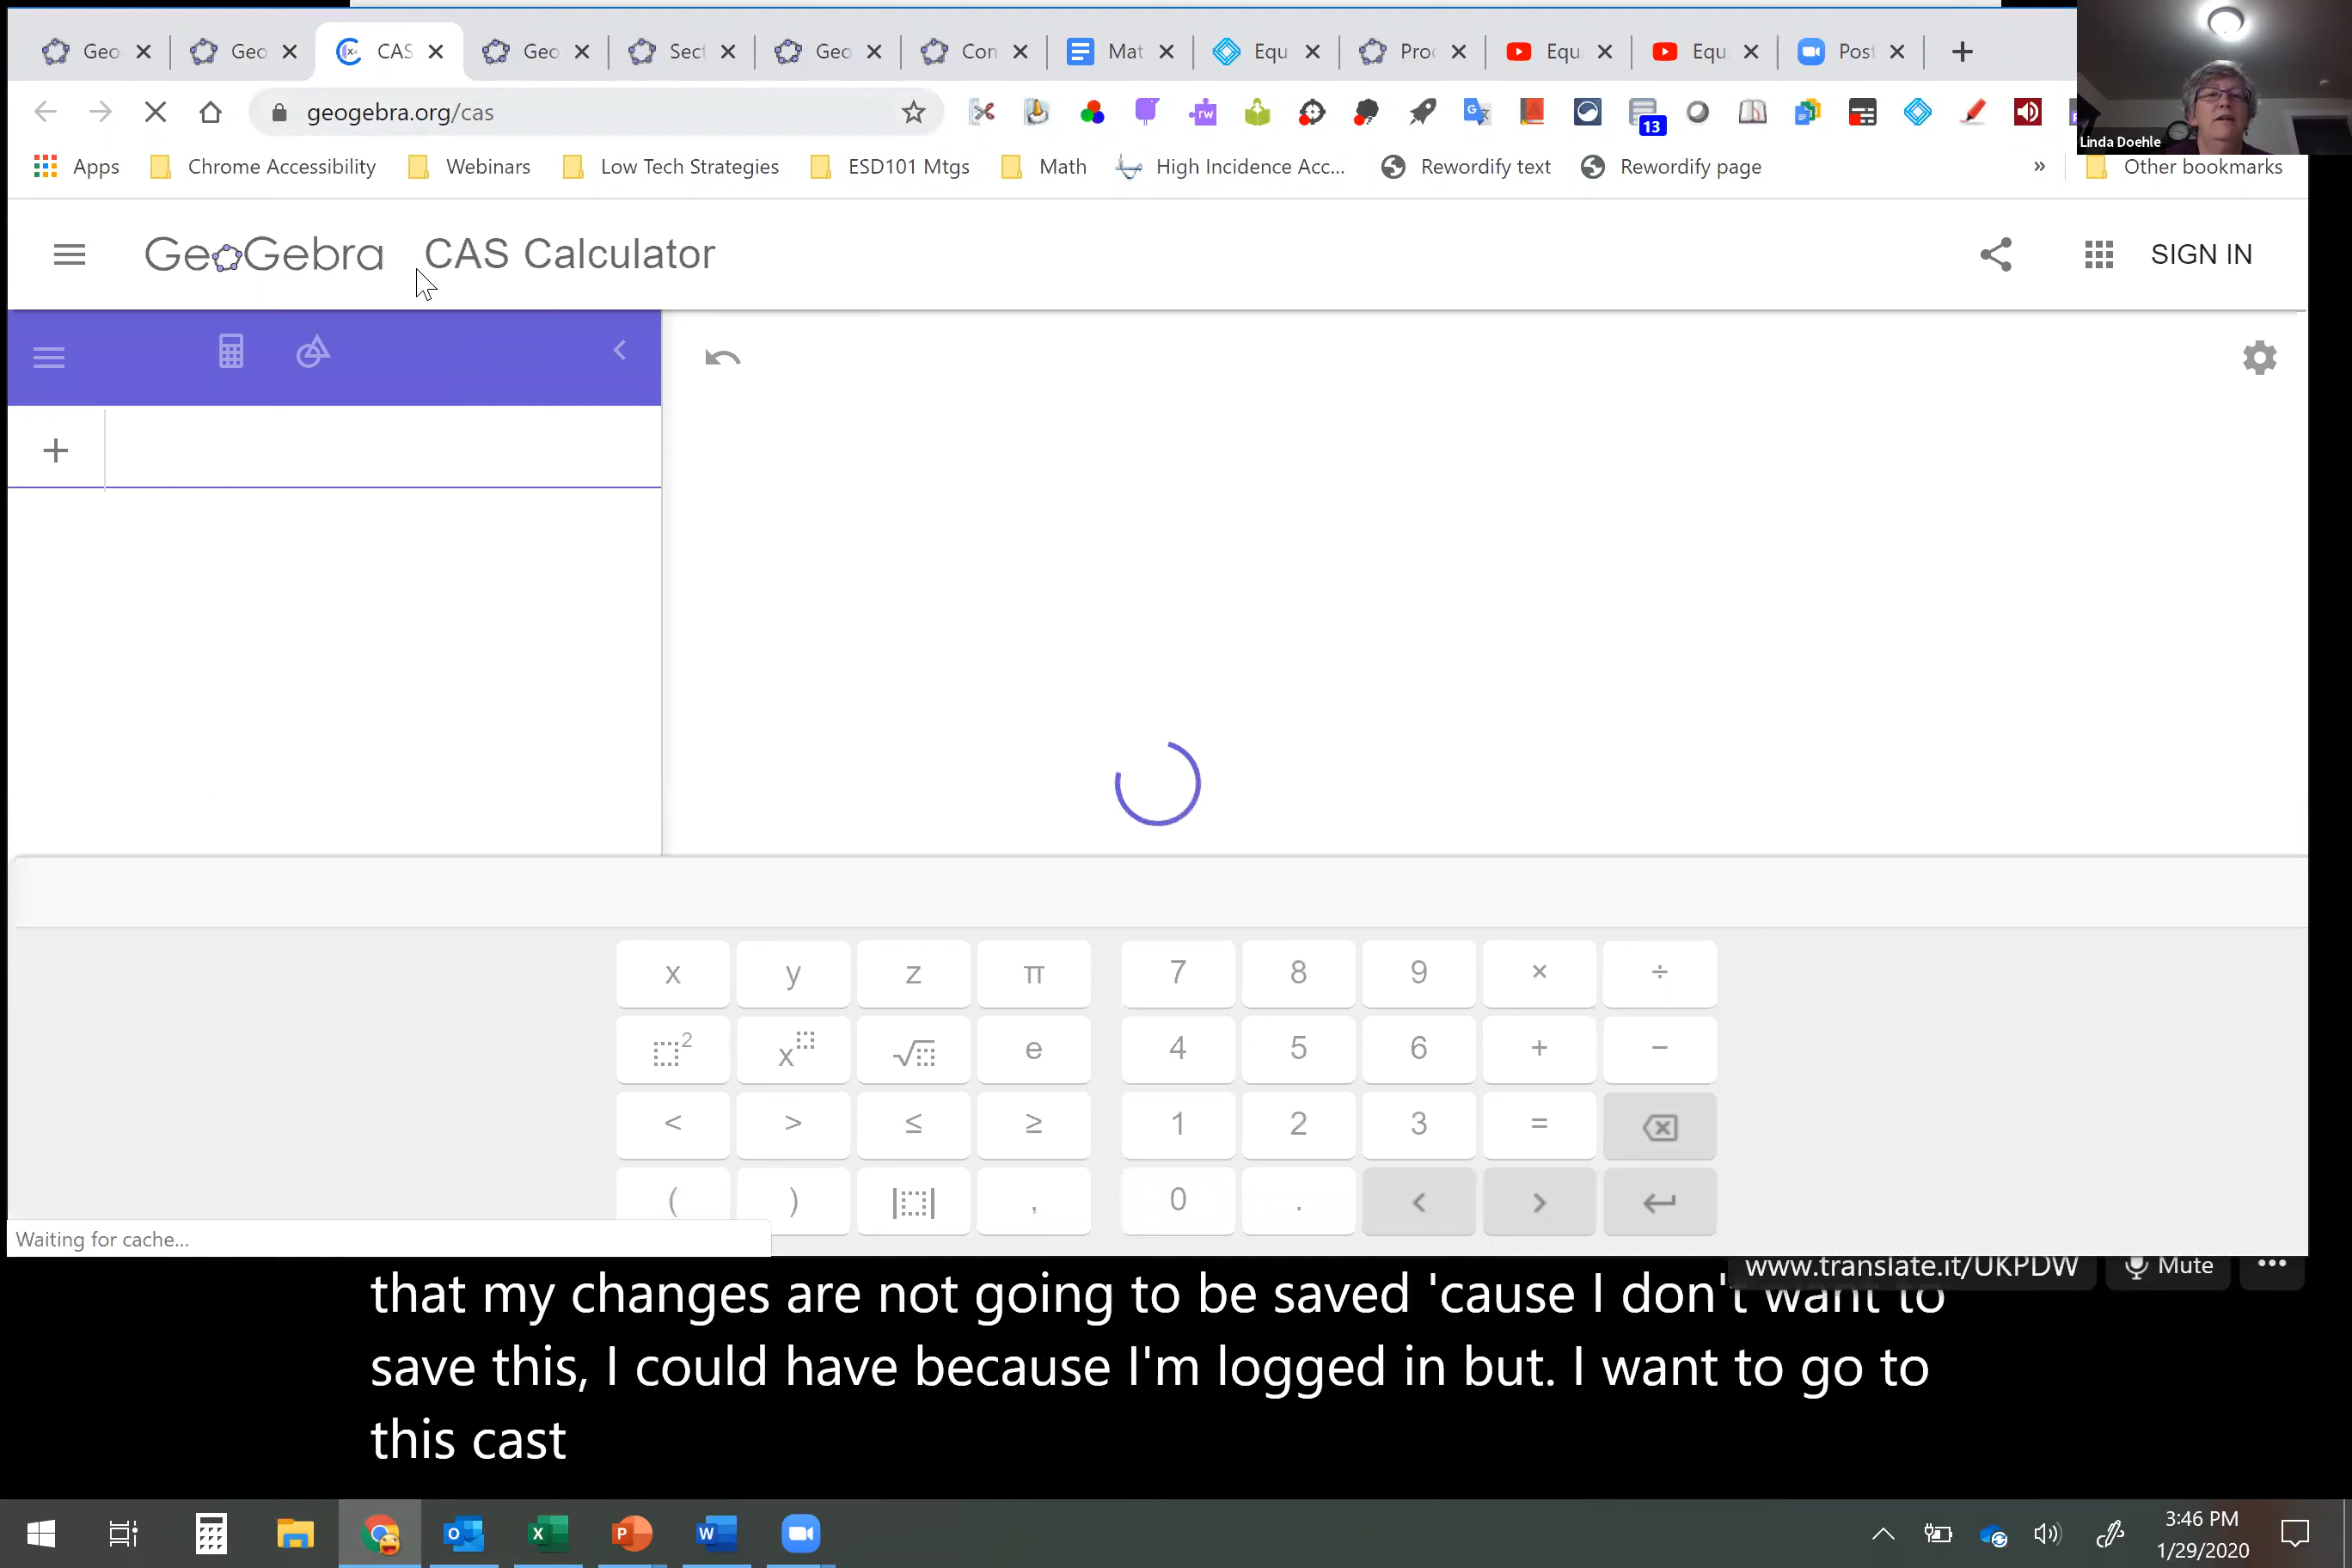 Geo Geo CAS Geo Sect Geo Con Mat Equ Pro Equ Equ Post
geogebra.org/cas
13
Linda Doehle
Apps Chrome Accessibility Webinars Low Tech Strategies ESD101 Mtgs Math High Incidence Acc... Rewordify text Rewordify page » Other bookmarks
GeoGebra CAS Calculator SIGN IN
x y z π 7 8 9 × ÷
2 x √ e 4 5 6 + −
< > ≤ ≥ 1 2 3 =
( ) | | , 0 . < >
Waiting for cache...
www.translate.it/UKPDW Mute
that my changes are not going to be saved 'cause I don't want to
save this, I could have because I'm logged in but. I want to go to
this cast
3:46 PM
1/29/2020